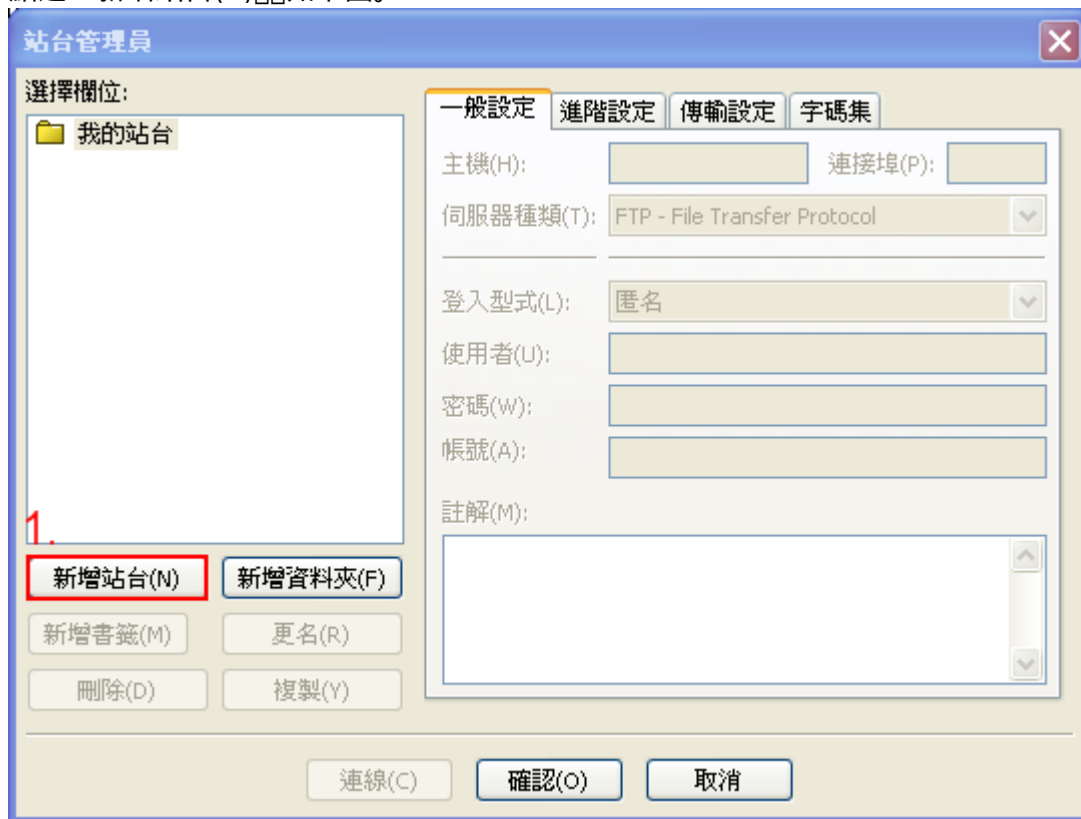 站台管理員
選擇欄位:
我的站台
一般設定 進階設定 傳輸設定 字碼集
主機(H): 連接埠(P):
伺服器種類(T): FTP - File Transfer Protocol
登入型式(L): 匿名
使用者(U):
密碼(W):
帳號(A):
註解(M):
1.
新增站台(N) 新增資料夾(F)
新增書籤(M) 更名(R)
刪除(D) 複製(Y)
連線(C) 確認(O) 取消